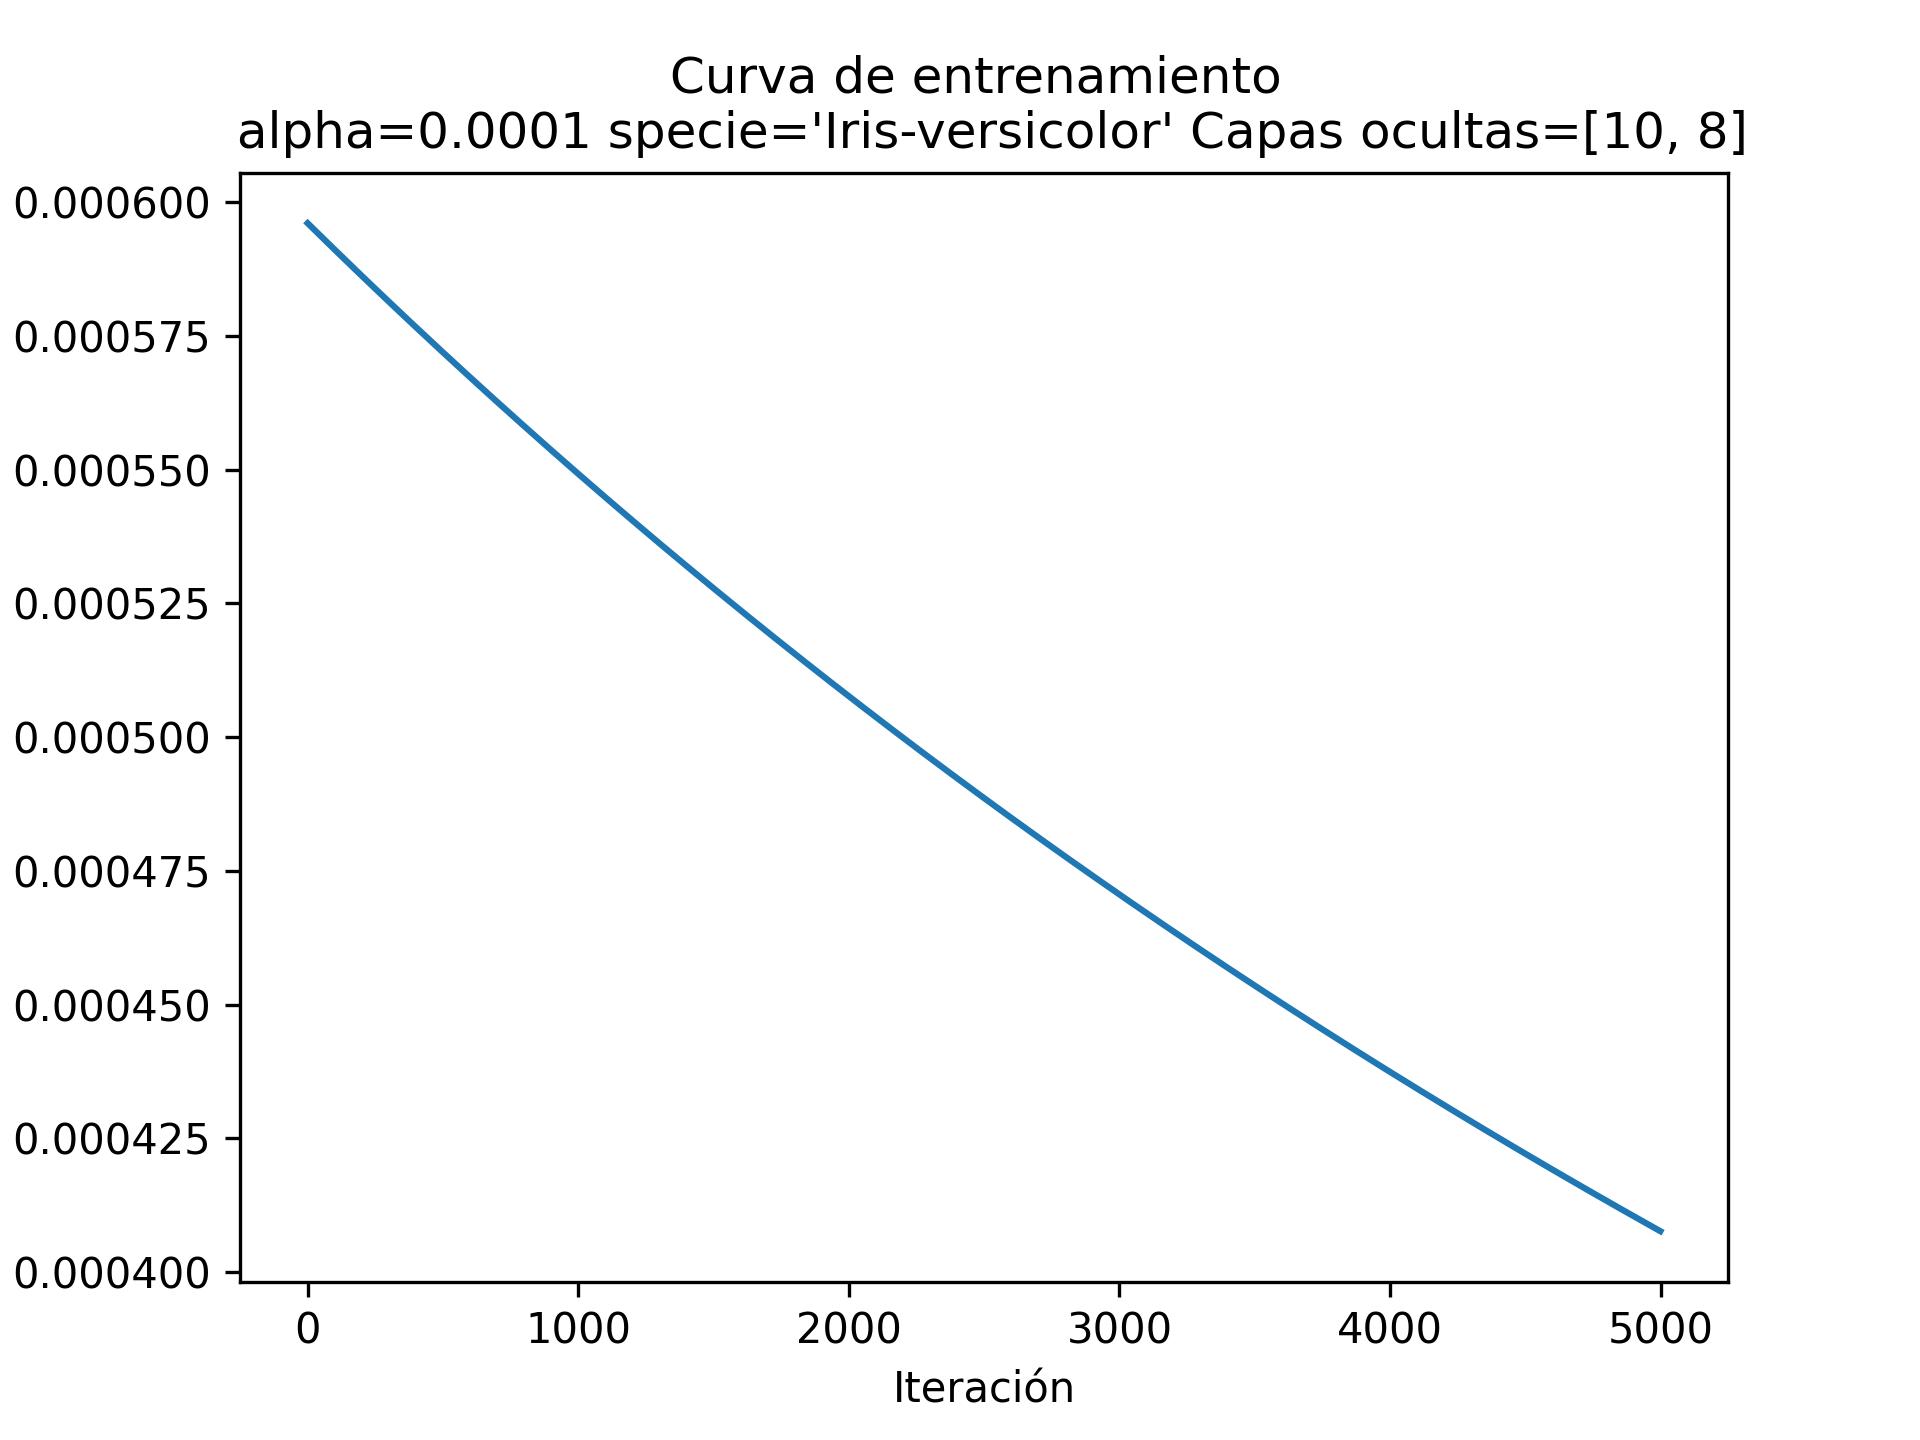 Curva de entrenamiento
alpha=0.0001 specie='Iris-versicolor' Capas ocultas=[10, 8]
0.000600
0.000575
0.000550
0.000525
0.000500
0.000475
0.000450
0.000425
0.000400
0 1000 2000 3000 4000 5000
Iteración